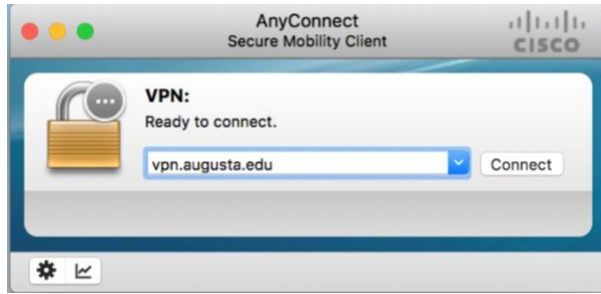 AnyConnect
Secure Mobility Client
CISCO
VPN:
Ready to connect.
vpn.augusta.edu
Connect